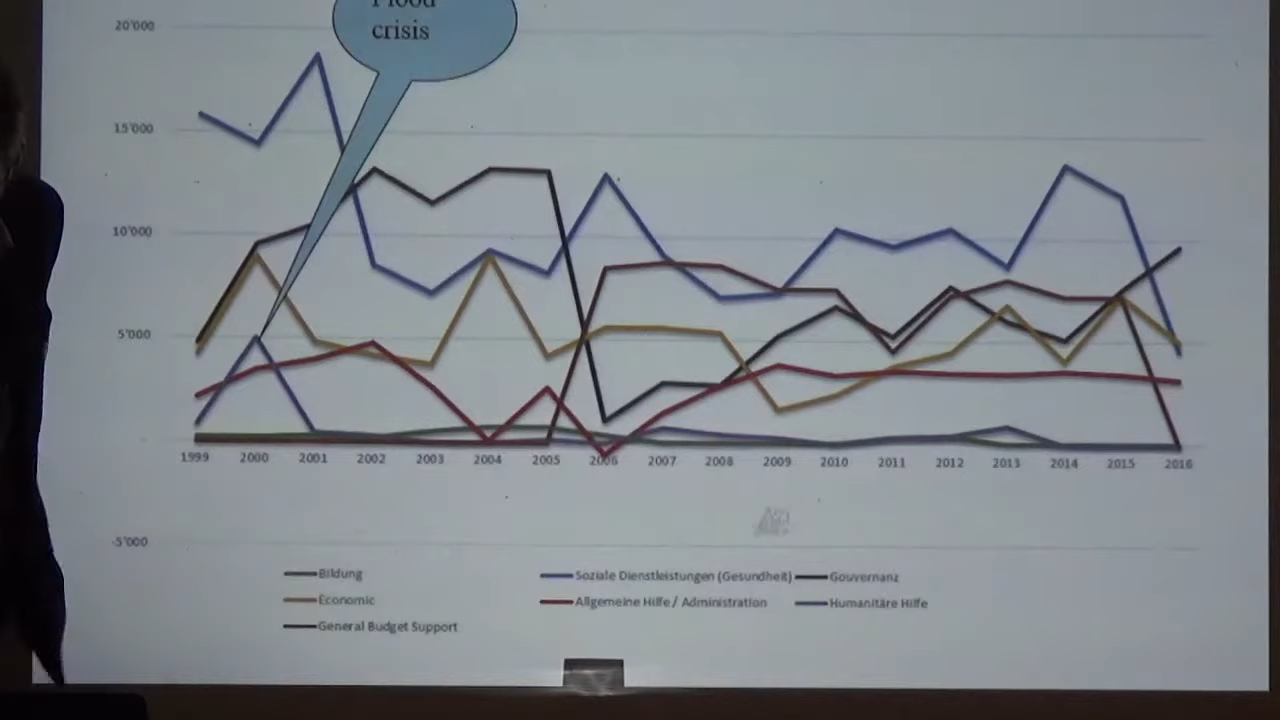 Flood
crisis
20'000
15'000
10'000
5'000
-
1999 2000 2001 2002 2003 2004 2005 2006 2007 2008 2009 2010 2011 2012 2013 2014 2015 2016
-5'000
Bildung Soziale Dienstleistungen (Gesundheit) Gouvernanz
Economic Allgemeine Hilfe / Administration Humanitäre Hilfe
General Budget Support